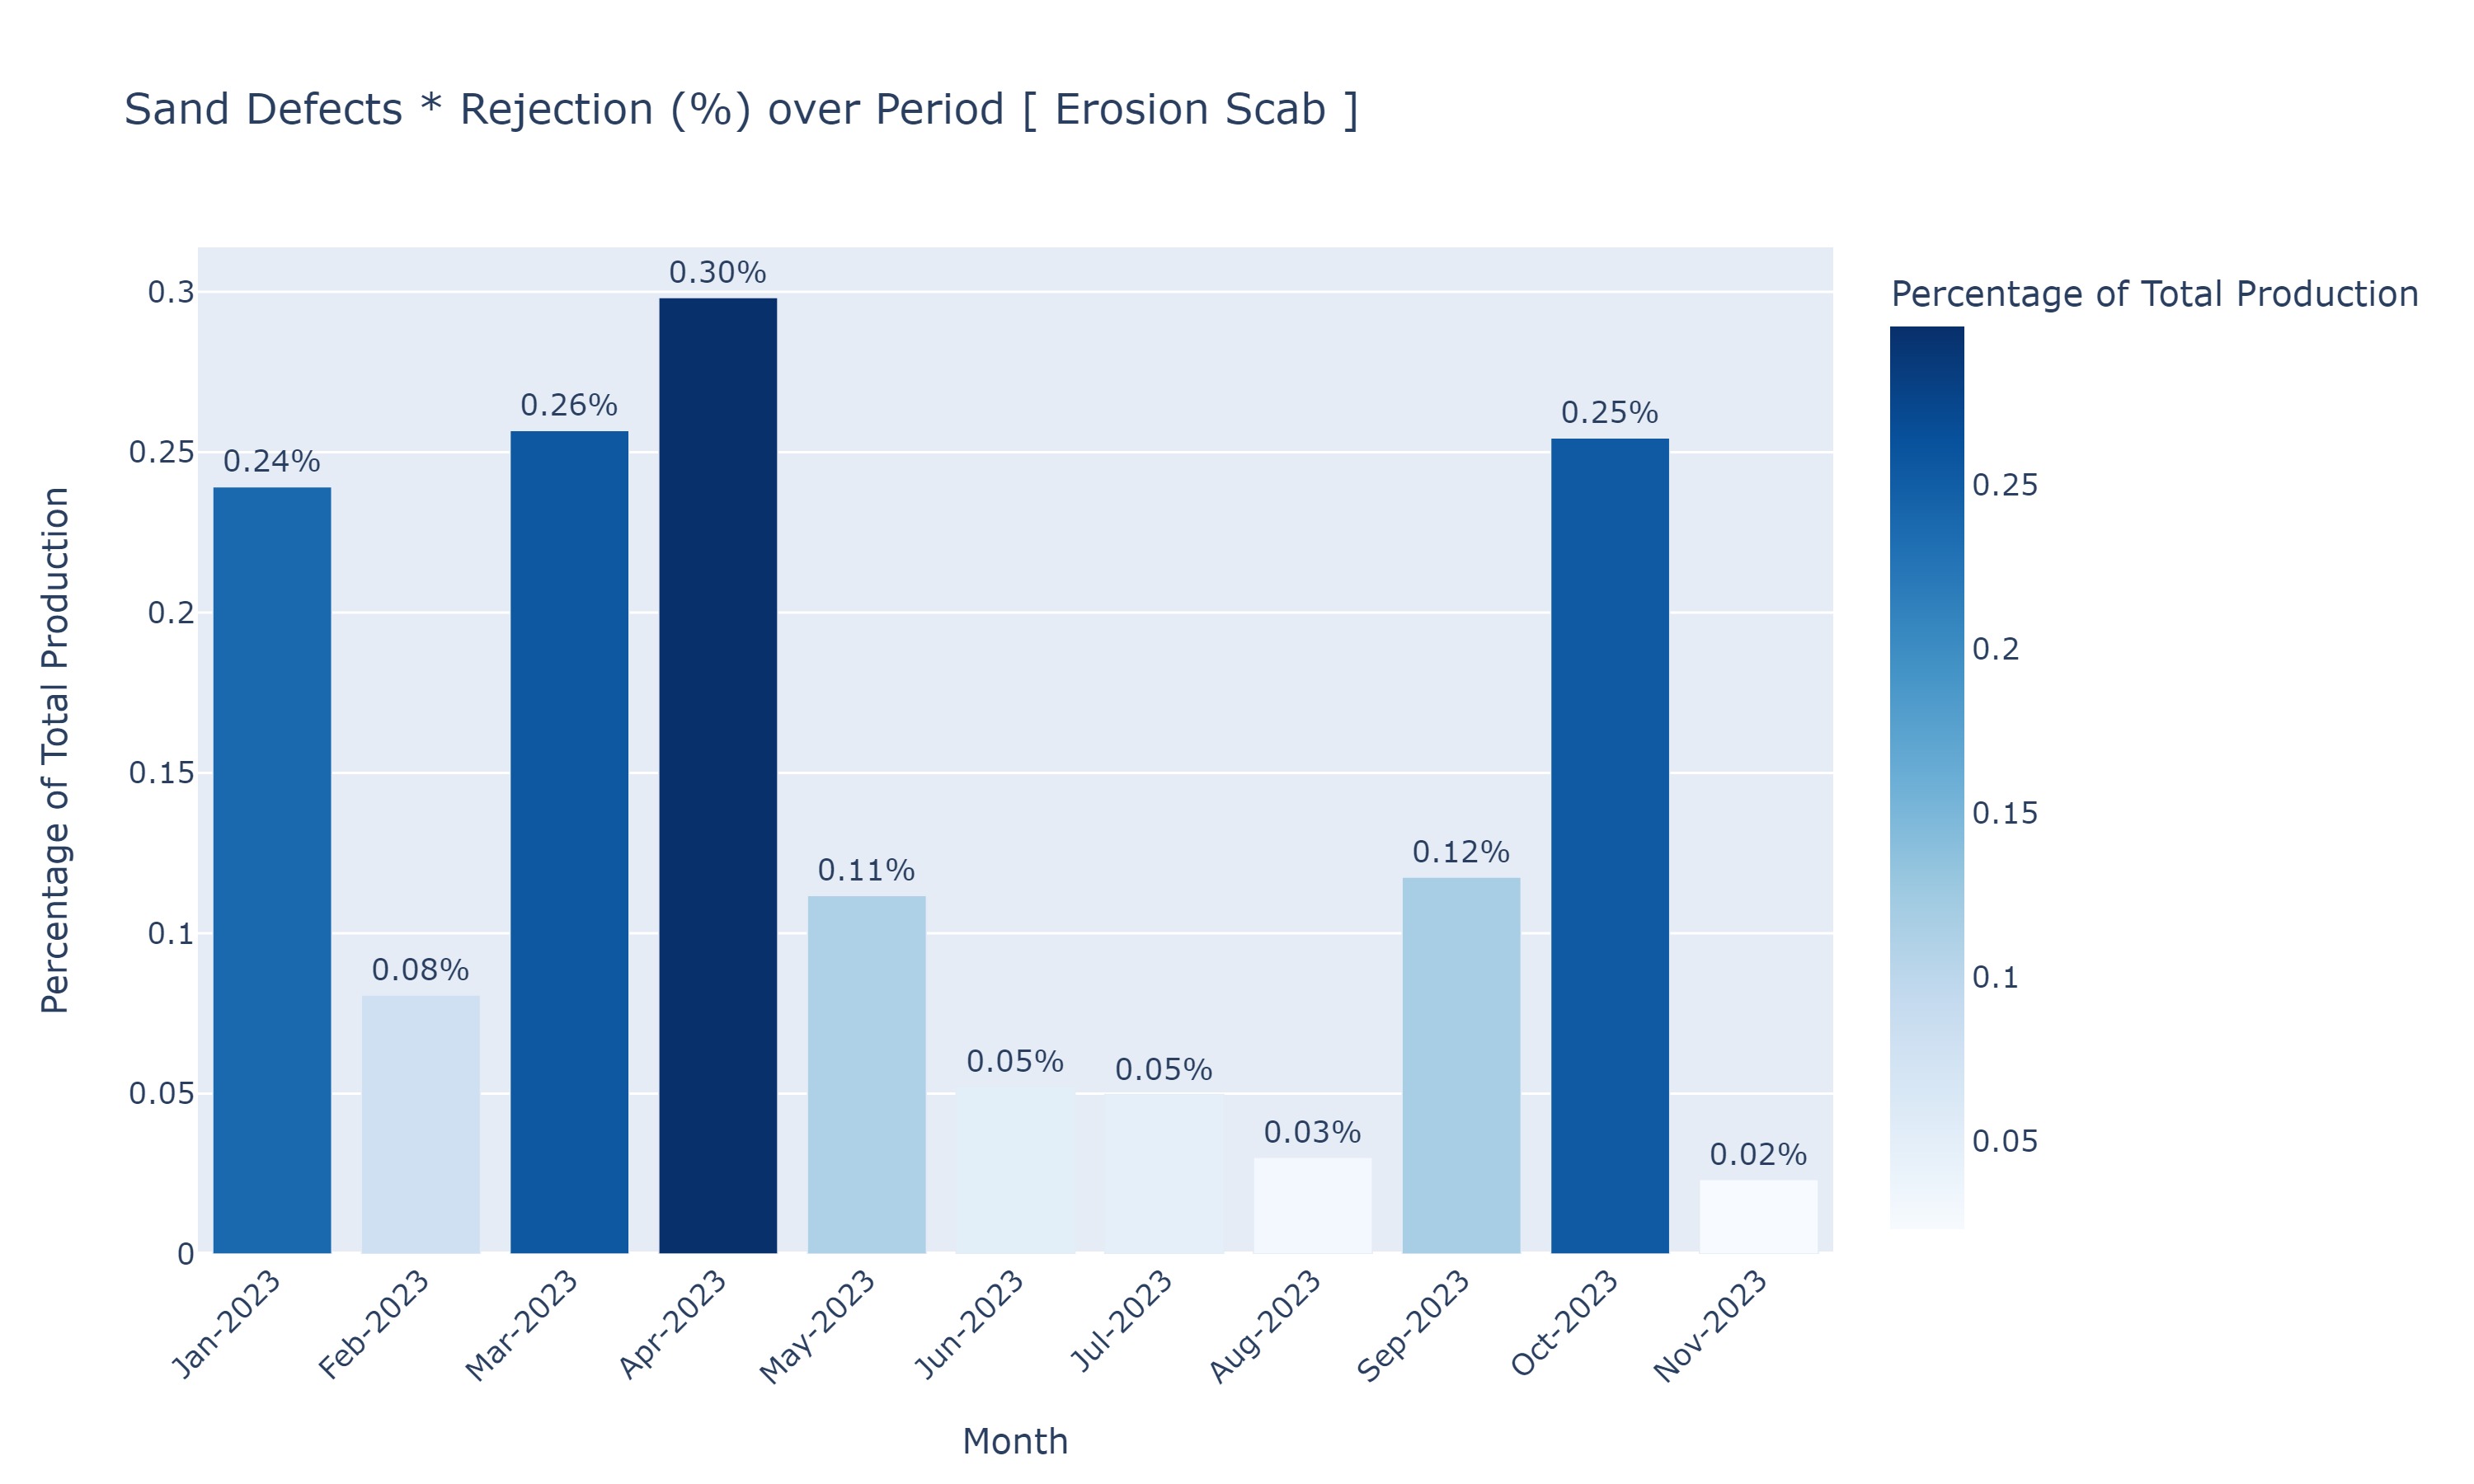 Sand Defects * Rejection (%) over Period [ Erosion Scab ]
Percentage of Total Production
0.3
0.25
0.2
0.15
0.1
0.05
0
0.24%
0.08%
0.26%
0.30%
0.11%
0.05%
0.05%
0.03%
0.12%
0.25%
0.02%
Jan-2023
Feb-2023
Mar-2023
Apr-2023
May-2023
Jun-2023
Jul-2023
Aug-2023
Sep-2023
Oct-2023
Nov-2023
Month
Percentage of Total Production
0.25
0.2
0.15
0.1
0.05